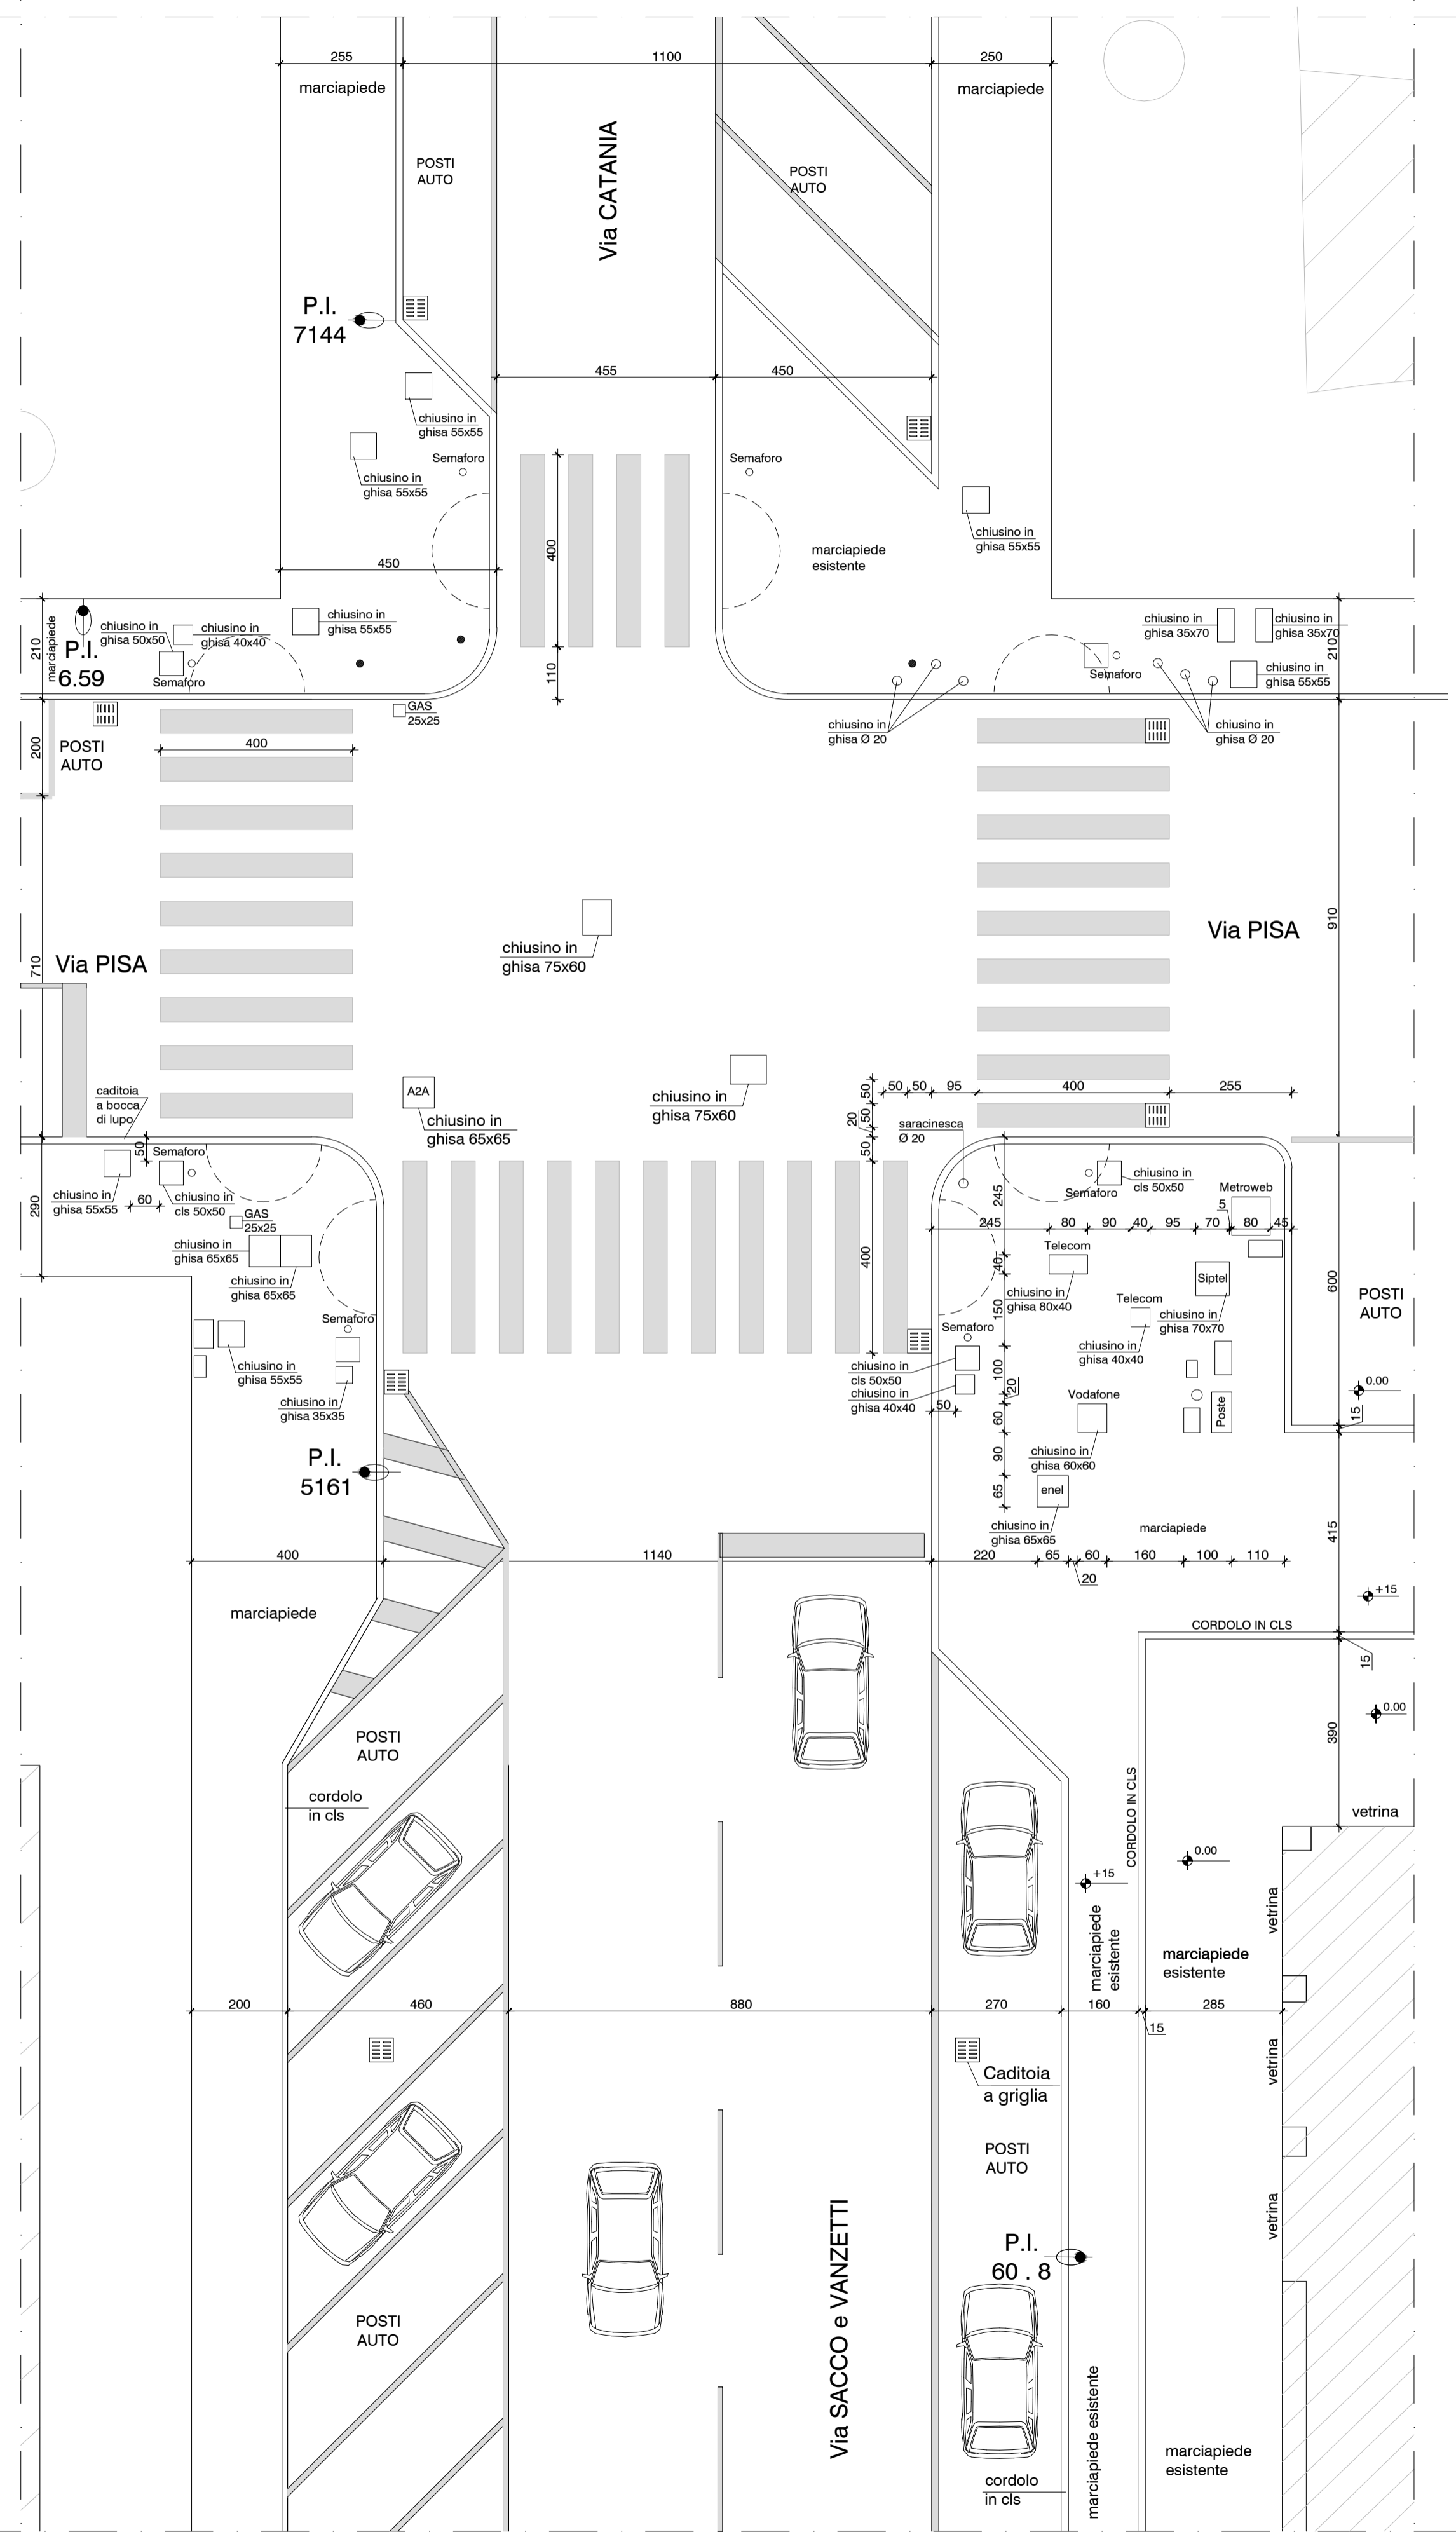 255
1100
250
marciapiede
marciapiede
POSTI
AUTO
Via CATANIA
POSTI
AUTO
P.I.
7144
455
450
chiusino in
ghisa 55x55
Semaforo
Semaforo
chiusino in
ghisa 55x55
400
chiusino in
ghisa 55x55
marciapiede
esistente
450
210
marciapiede
P.I.
6.59
chiusino in
ghisa 50x50
chiusino in
ghisa 40x40
chiusino in
ghisa 55x55
Semaforo
110
chiusino in
ghisa 35x70
chiusino in
ghisa 35x70
210
Semaforo
chiusino in
ghisa 55x55
GAS
25x25
chiusino in
ghisa Ø 20
chiusino in
ghisa Ø 20
200
POSTI
AUTO
400
910
Via PISA
Via PISA
710
chiusino in
ghisa 75x60
caditoia
a bocca
di lupo
A2A
chiusino in
ghisa 65x65
chiusino in
ghisa 75x60
50
50
50
95
400
255
20
50
50
saracinesca
Ø 20
50
Semaforo
chiusino in
ghisa 55x55
60
chiusino in
cls 50x50
GAS
25x25
290
chiusino in
ghisa 65x65
chiusino in
ghisa 65x65
400
Semaforo
chiusino in
cls 50x50
Metroweb
245
5
245
80
90
40
95
70
80
45
Telecom
40
chiusino in
ghisa 80x40
Siptel
600
POSTI
AUTO
150
Telecom
chiusino in
ghisa 70x70
Semaforo
chiusino in
ghisa 55x55
chiusino in
ghisa 35x35
Semaforo
chiusino in
ghisa 40x40
chiusino in
cls 50x50
chiusino in
ghisa 40x40
100
20
50
60
Vodafone
Poste
0.00
15
chiusino in
ghisa 60x60
90
P.I.
5161
65
enel
chiusino in
ghisa 65x65
marciapiede
415
400
1140
220
65
60
160
100
110
20
+15
marciapiede
CORDOLO IN CLS
15
0.00
390
POSTI
AUTO
cordolo
in cls
CORDOLO IN CLS
vetrina
0.00
+15
marciapiede
esistente
vetrina
marciapiede
esistente
200
460
880
270
160
285
15
Caditoia
a griglia
vetrina
POSTI
AUTO
vetrina
Via SACCO e VANZETTI
P.I.
60 . 8
POSTI
AUTO
marciapiede esistente
marciapiede
esistente
cordolo
in cls